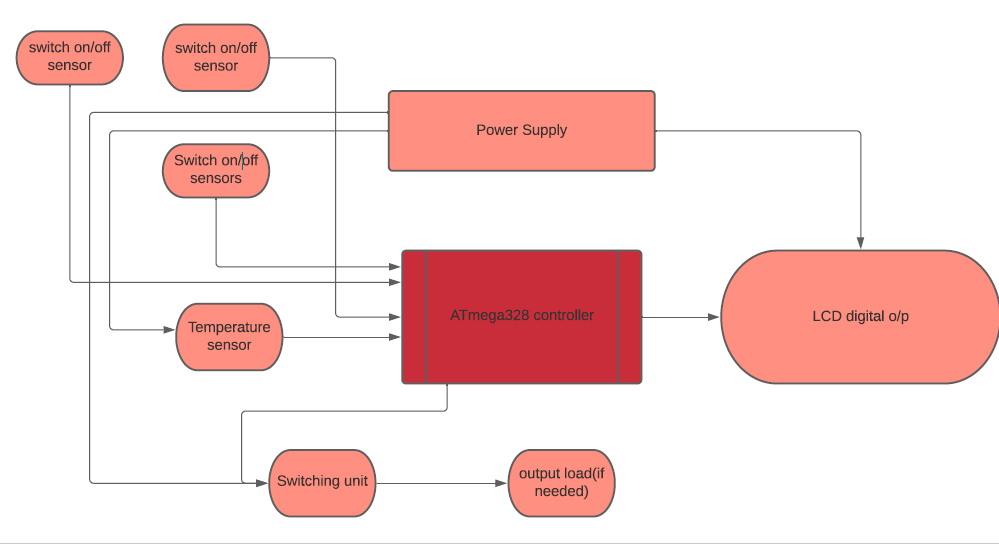 switch on/off
sensor
switch on/off
sensor
Power Supply
Switch on/off
sensors
ATmega328 controller
LCD digital o/p
Temperature
sensor
Switching unit
output load(if
needed)